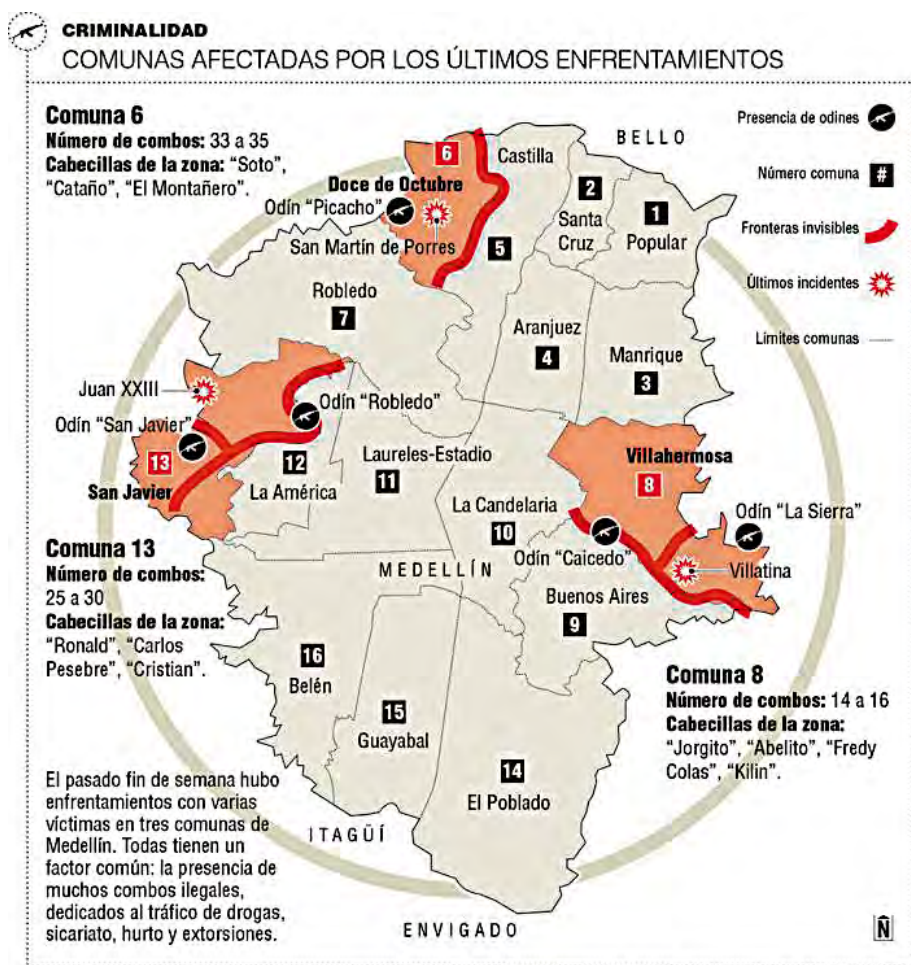 CRIMINALIDAD
COMUNAS AFECTADAS POR LOS ÚLTIMOS ENFRENTAMIENTOS
Comuna 6
Número de combos: 33 a 35
Cabecillas de la zona: “Soto”,
“Cataño”, “El Montañero”.
Presencia de odines
Número comuna #
Fronteras invisibles
Últimos incidentes
Límites comunas
BELLO
6
Doce de Octubre
Odín “Picacho”
San Martín de Porres
Castilla
5
2
Santa
Cruz
1
Popular
Robledo
7
Aranjuez
4
Manrique
3
Juan XXIII
Odín “San Javier”
13
San Javier
Odín “Robledo”
12
La América
Laureles-Estadio
11
Villahermosa
8
La Candelaria
10
Odín “Caicedo”
Odín “La Sierra”
Villatina
MEDELLÍN
Buenos Aires
9
Comuna 13
Número de combos:
25 a 30
Cabecillas de la zona:
“Ronald”, “Carlos
Pesebre”, “Cristian”.
16
Belén
15
Guayabal
14
El Poblado
Comuna 8
Número de combos: 14 a 16
Cabecillas de la zona:
“Jorgito”, “Abelito”, “Fredy
Colas”, “Kilin”.
El pasado fin de semana hubo
enfrentamientos con varias
víctimas en tres comunas de
Medellín. Todas tienen un
factor común: la presencia de
muchos combos ilegales,
dedicados al tráfico de drogas,
sicariato, hurto y extorsiones.
ITAGÜÍ
ENVIGADO
Ñ